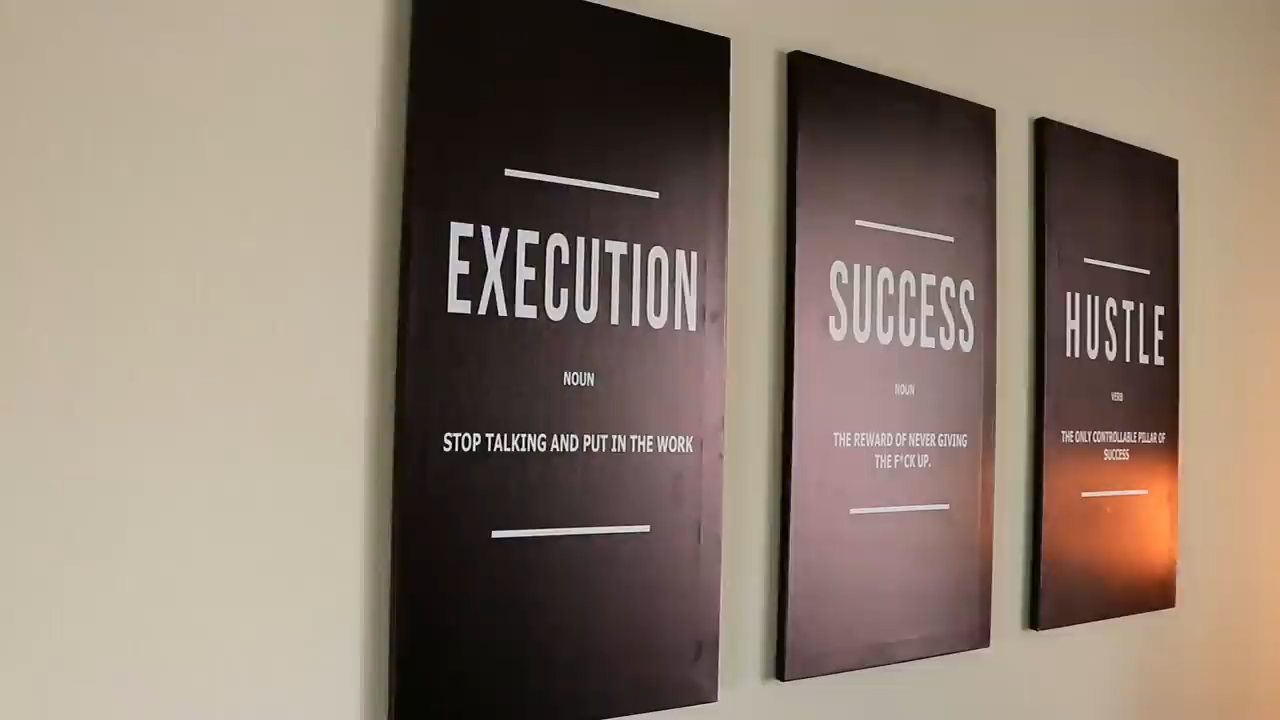 EXECUTION
NOUN
STOP TALKING AND PUT IN THE WORK
SUCCESS
NOUN
THE REWARD OF NEVER GIVING
THE F*CK UP.
HUSTLE
VERB
THE ONLY CONTROLLABLE PILLAR OF
SUCCESS